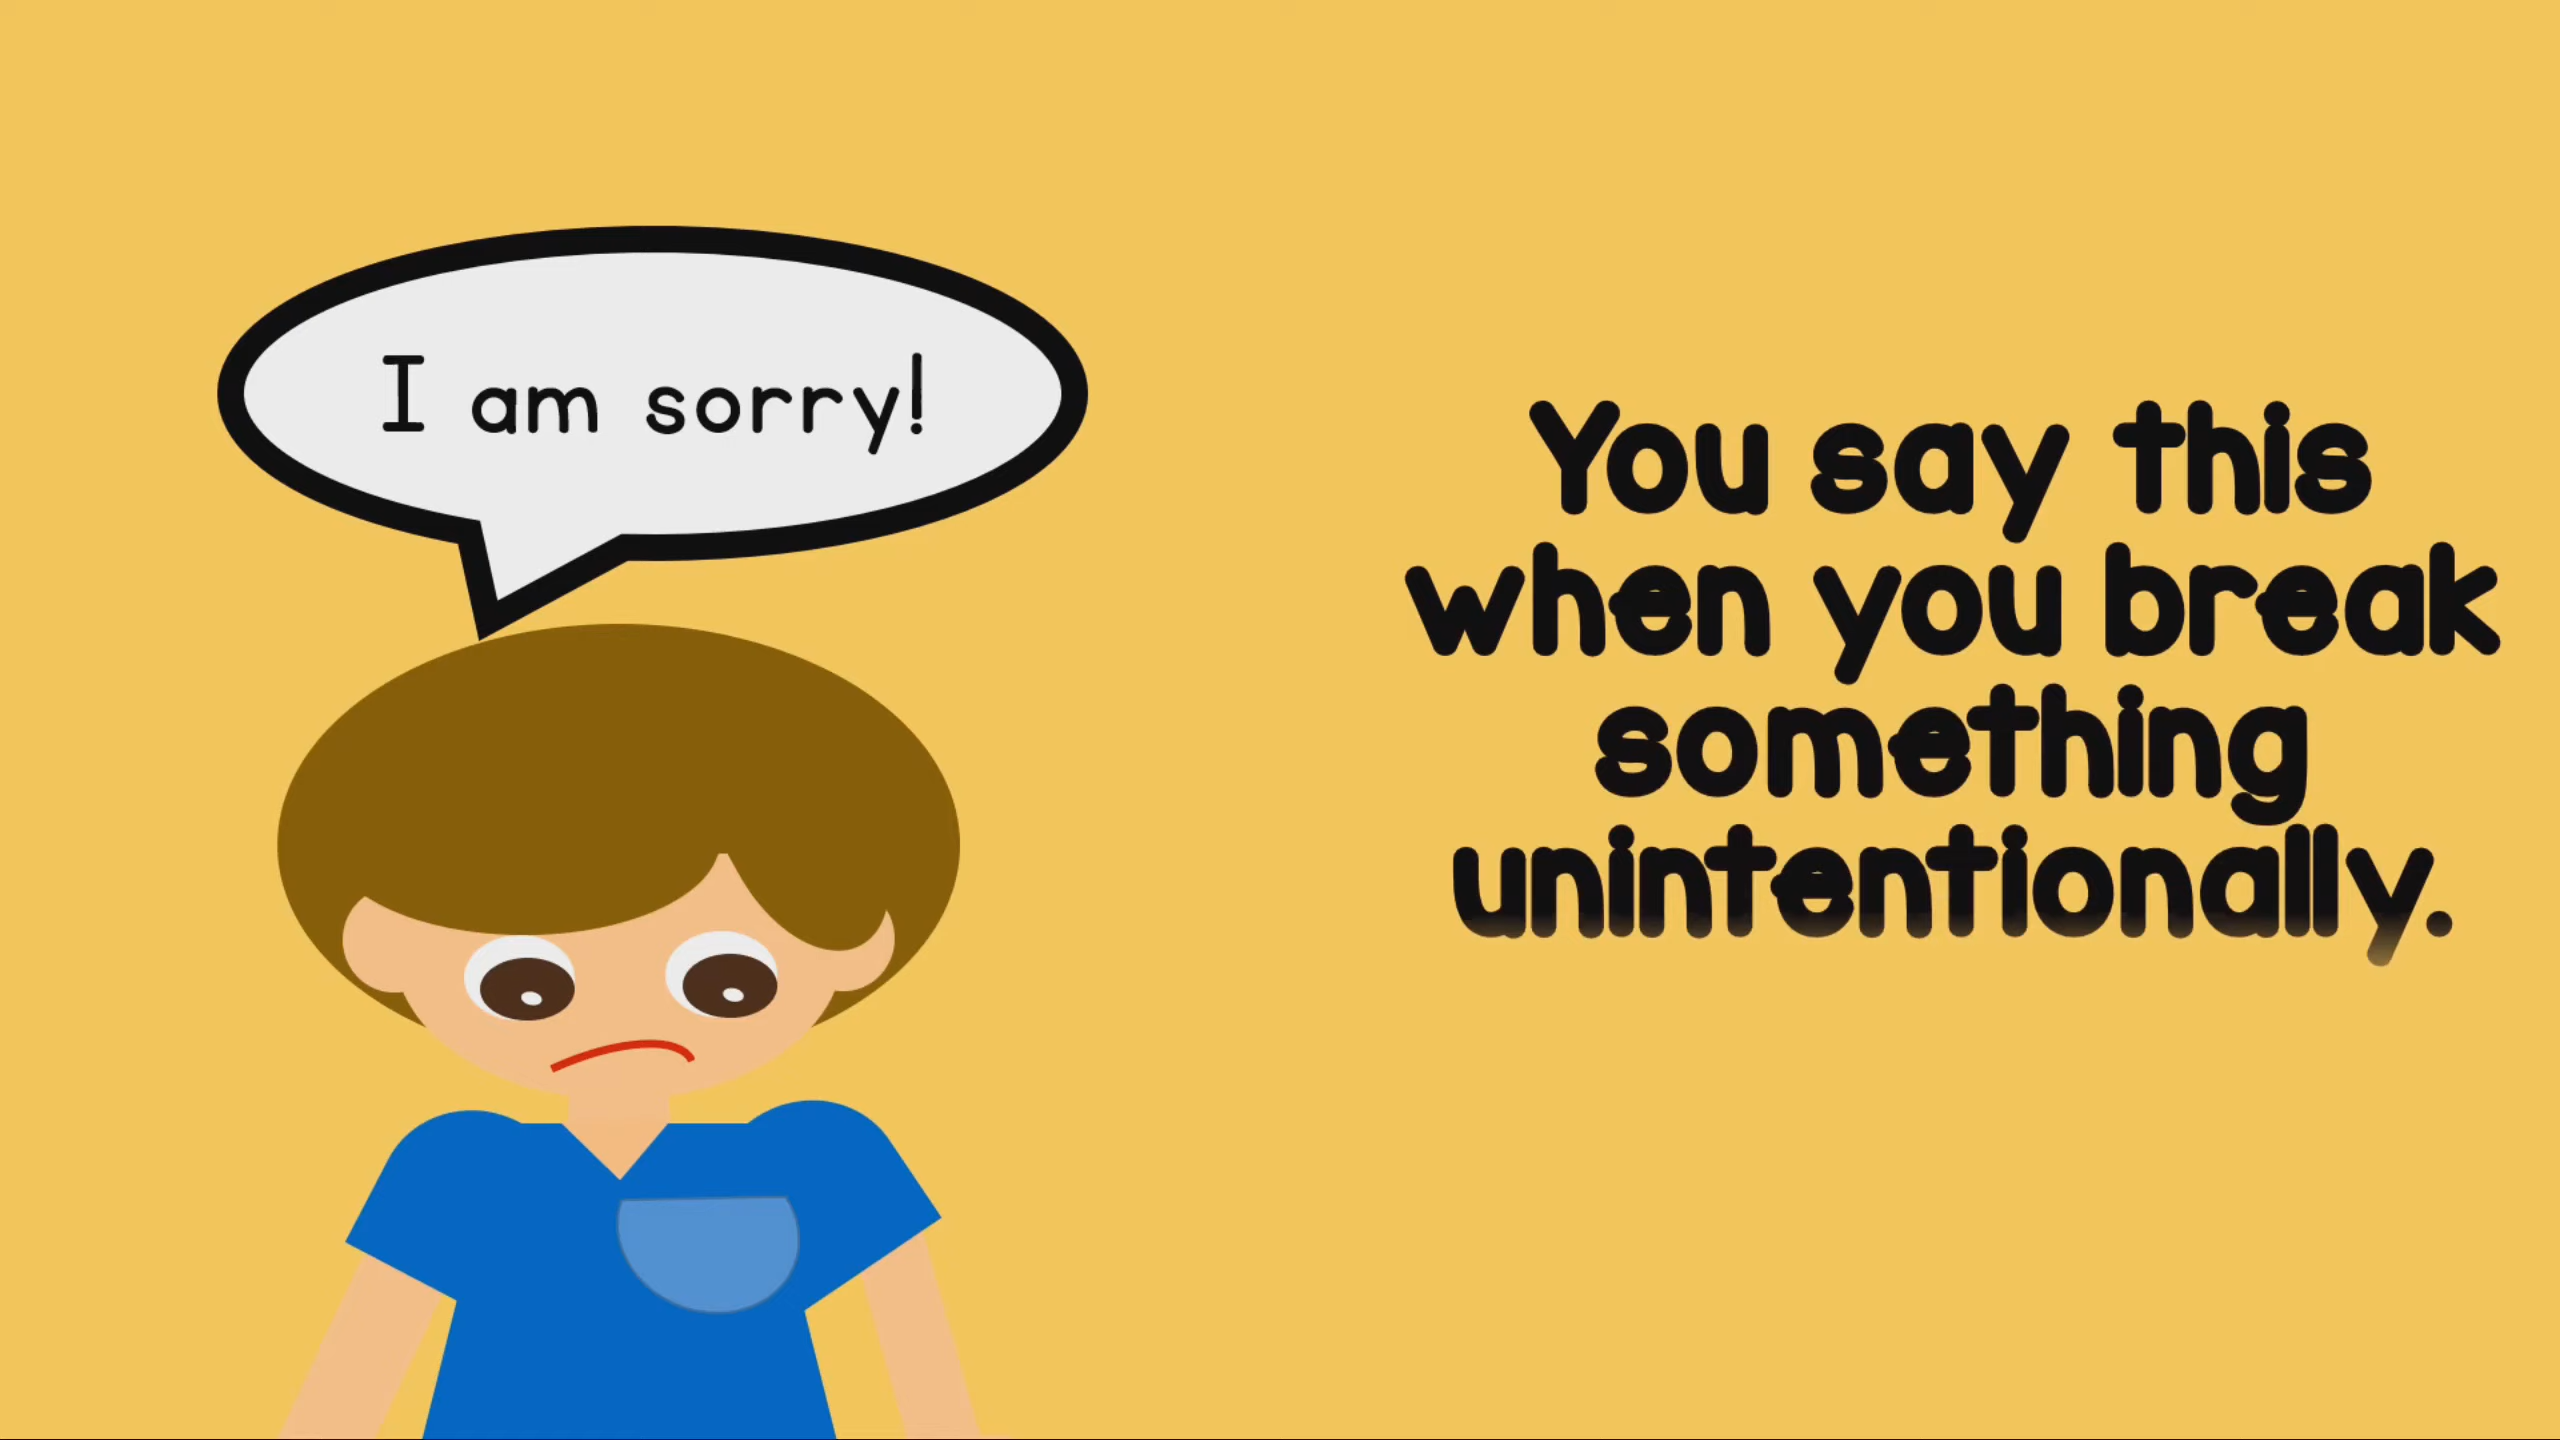 I am sorry!
You say this
when you break
something
unintentionally.